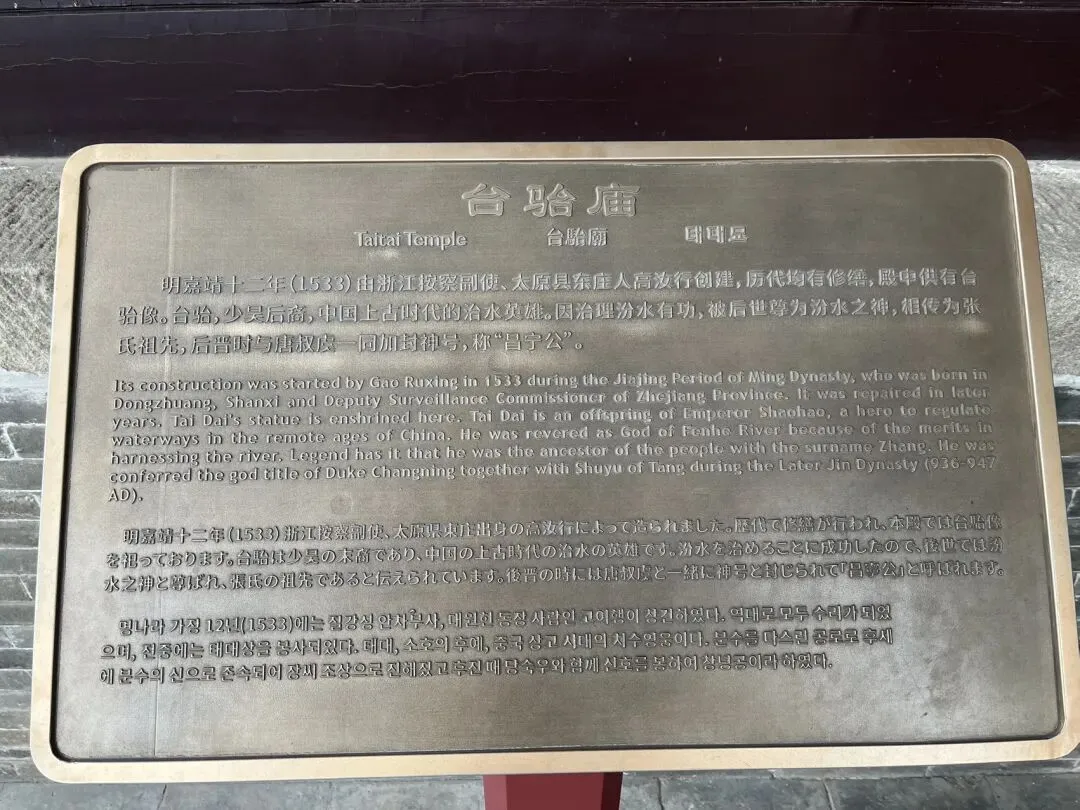 台骀庙
Taitai Temple 台駘廟 태태묘
明嘉靖十二年(1533)由浙江按察副使、太原县东庄人高汝行创建,历代均有修缮,殿中供有台
骀像。台骀,少昊后裔,中国上古时代的治水英雄。因治理汾水有功,被后世尊为汾水之神,相传为张
氏祖先,后晋时与唐叔虞一同加封神号,称“昌宁公”。
Its construction was started by Gao Ruxing in 1533 during the Jiajing Period of Ming Dynasty, who was born in
Dongzhuang, Shanxi and Deputy Surveillance Commissioner of Zhejiang Province. It was repaired in later
years. Tai Dai's statue is enshrined here. Tai Dai is an offspring of Emperor Shaohao, a hero to regulate
waterways in the remote ages of China. He was revered as God of Fenhe River because of the merits in
harnessing the river. Legend has it that he was the ancestor of the people with the surname Zhang. He was
conferred the god title of Duke Changning together with Shuyu of Tang during the Later Jin Dynasty (936-947
AD).
明嘉靖十二年(1533)浙江按察副使、太原県東庄出身の高汝行によって造られました。歴代で修繕が行われ、本殿では台駘像
を祀っております。台駘は少昊の末裔であり、中国の上古時代の治水の英雄です。汾水を治めることに成功したので、後世では汾
水之神と尊ばれ、張氏の祖先であると伝えられています。後晋の時には唐叔虞と一緒に神号と封じられて「昌寧公」と呼ばれます。
명나라 가정 12년(1533)에는 절강성 안차부사, 태원현 동장 사람인 고여행이 창건하였다. 역대로 모두 수리가 되었
으며, 전중에는 태대상을 봉사되었다. 태대, 소호의 후예, 중국 상고 시대의 치수영웅이다. 분수를 다스린 공로로 후세
에 분수의 신으로 존숭되어 장씨 조상으로 전해졌고 후진 때 당숙우와 함께 신호를 봉하여 창녕공이라 하였다.